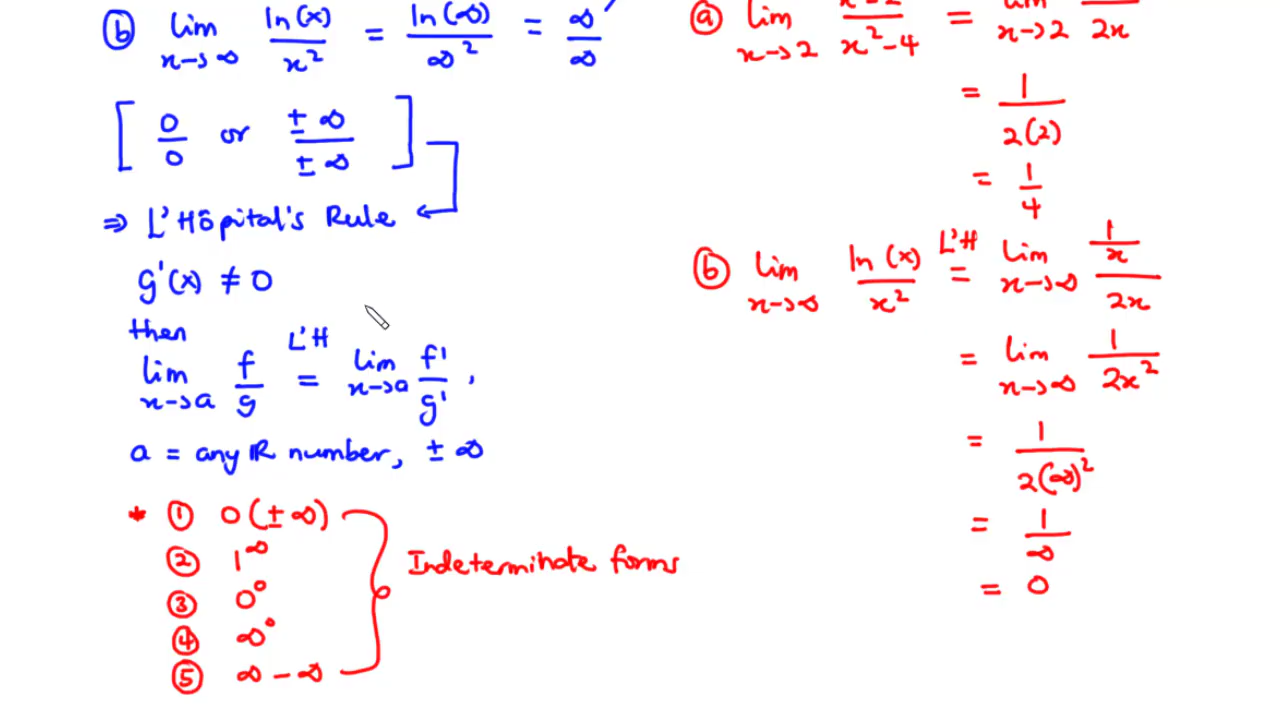 ⓑ lim x→∞ ln(x)/x² = ln(∞)/∞² = ∞/∞
[ 0/0 or ±∞/±∞ ]
⇒ L'Hôpital's Rule
g'(x) ≠ 0
then
lim x→a f/g L'H= lim x→a f'/g' ,
a = any ℝ number, ±∞
* ① 0(±∞)
② 1^∞
③ 0⁰
④ ∞⁰
⑤ ∞ - ∞
Indeterminate forms
ⓐ lim x→2 /x²-4 = lim x→2 /2x
= 1/2(2)
= 1/4
ⓑ lim x→∞ ln(x)/x² L'H= lim x→∞ (1/x)/2x
= lim x→∞ 1/2x²
= 1/2(∞)²
= 1/∞
= 0